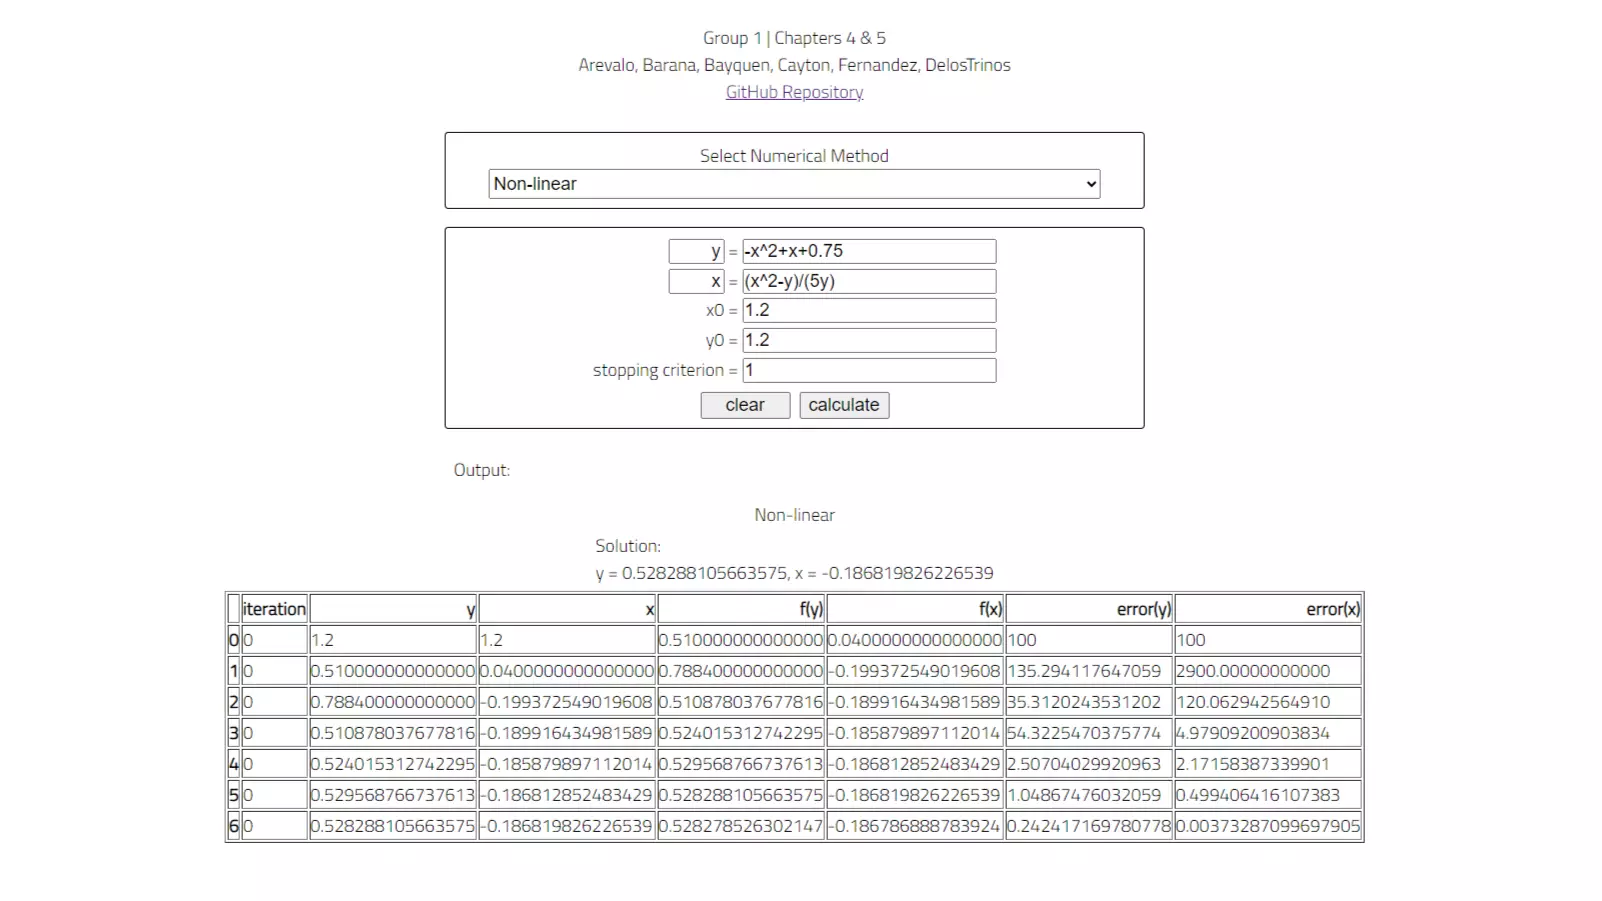 Group 1 | Chapters 4 & 5
Arevalo, Barana, Bayquen, Cayton, Fernandez, DelosTrinos
GitHub Repository
Select Numerical Method
Non-linear
y = -x^2+x+0.75
x = (x^2-y)/(5y)
x0 = 1.2
y0 = 1.2
stopping criterion = 1
clear calculate
Output:
Non-linear
Solution:
y = 0.528288105663575, x = -0.186819826226539
iteration y x f(y) f(x) error(y) error(x)
0 0 1.2 1.2 0.510000000000000 0.0400000000000000 100 100
1 0 0.510000000000000 0.0400000000000000 0.788400000000000 -0.199372549019608 135.294117647059 2900.00000000000
2 0 0.788400000000000 -0.199372549019608 0.510878037677816 -0.189916434981589 35.3120243531202 120.062942564910
3 0 0.510878037677816 -0.189916434981589 0.524015312742295 -0.185879897112014 54.3225470375774 4.97909200903834
4 0 0.524015312742295 -0.185879897112014 0.529568766737613 -0.186812852483429 2.50704029920963 2.17158387339901
5 0 0.529568766737613 -0.186812852483429 0.528288105663575 -0.186819826226539 1.04867476032059 0.499406416107383
6 0 0.528288105663575 -0.186819826226539 0.528278526302147 -0.186786888783924 0.242417169780778 0.00373287099697905